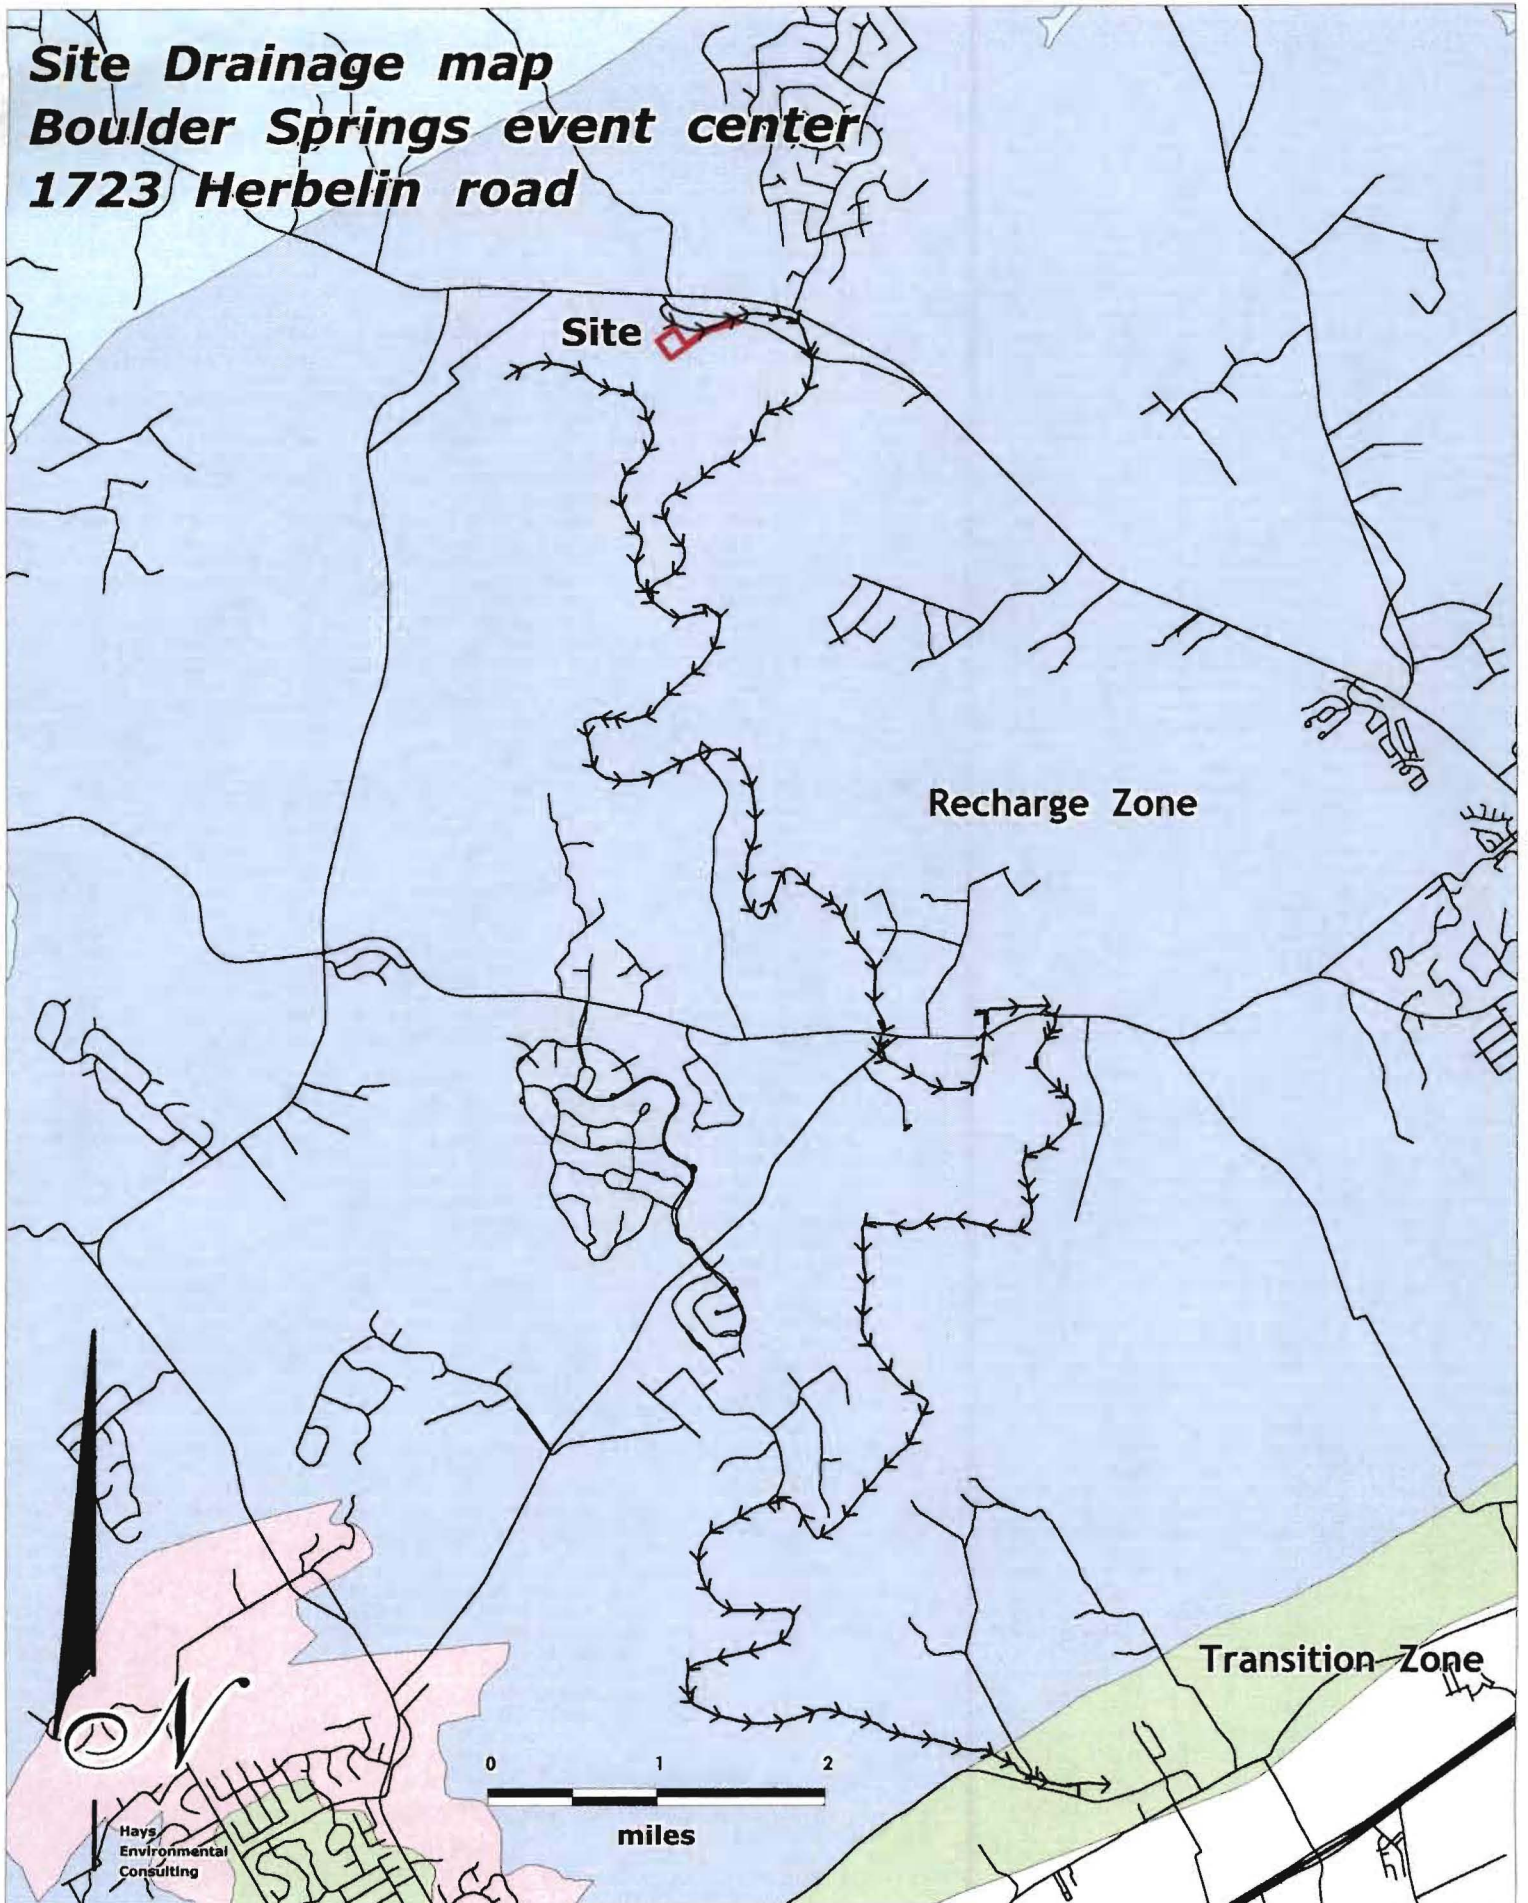 Site Drainage map
Boulder Springs event center
1723 Herbelin road
Site
Recharge Zone
Transition Zone
N
0 1 2
miles
Hays
Environmental
Consulting